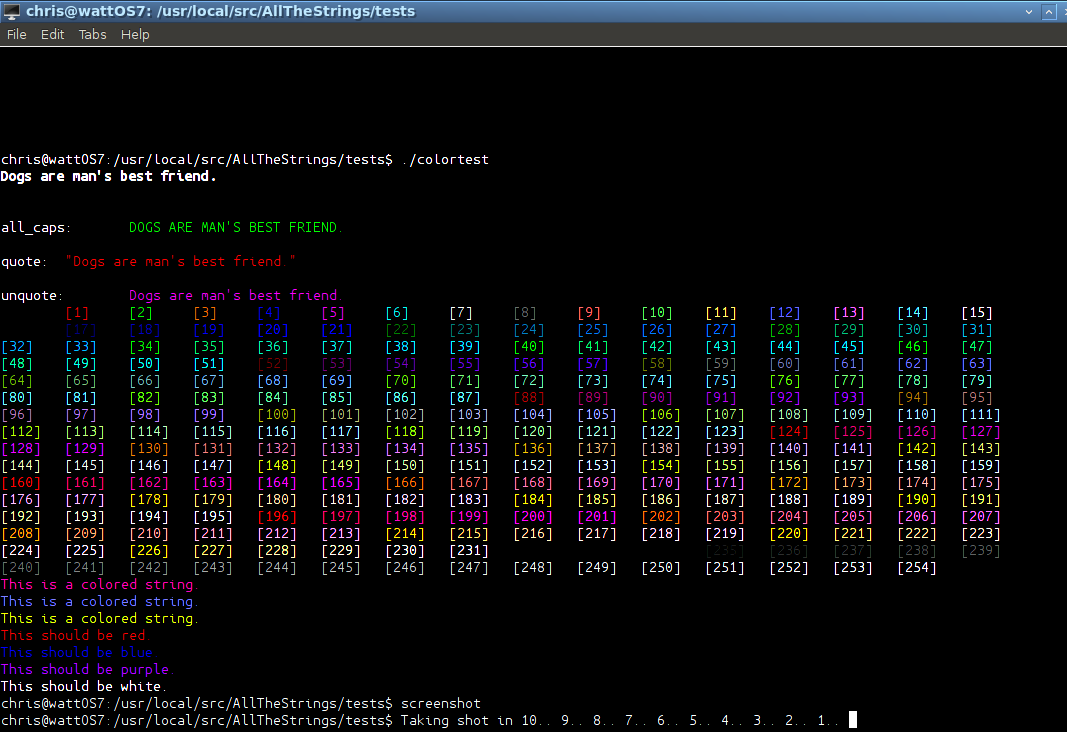 chris@wattOS7: /usr/local/src/AllTheStrings/tests
File Edit Tabs Help
chris@wattOS7:/usr/local/src/AllTheStrings/tests$ ./colortest
Dogs are man's best friend.
all_caps: DOGS ARE MAN'S BEST FRIEND.
quote: "Dogs are man's best friend."
unquote: Dogs are man's best friend.
[1] [2] [3] [4] [5] [6] [7] [8] [9] [10] [11] [12] [13] [14] [15]
[17] [18] [19] [20] [21] [22] [23] [24] [25] [26] [27] [28] [29] [30] [31]
[32] [33] [34] [35] [36] [37] [38] [39] [40] [41] [42] [43] [44] [45] [46] [47]
[48] [49] [50] [51] [52] [53] [54] [55] [56] [57] [58] [59] [60] [61] [62] [63]
[64] [65] [66] [67] [68] [69] [70] [71] [72] [73] [74] [75] [76] [77] [78] [79]
[80] [81] [82] [83] [84] [85] [86] [87] [88] [89] [90] [91] [92] [93] [94] [95]
[96] [97] [98] [99] [100] [101] [102] [103] [104] [105] [106] [107] [108] [109] [110] [111]
[112] [113] [114] [115] [116] [117] [118] [119] [120] [121] [122] [123] [124] [125] [126] [127]
[128] [129] [130] [131] [132] [133] [134] [135] [136] [137] [138] [139] [140] [141] [142] [143]
[144] [145] [146] [147] [148] [149] [150] [151] [152] [153] [154] [155] [156] [157] [158] [159]
[160] [161] [162] [163] [164] [165] [166] [167] [168] [169] [170] [171] [172] [173] [174] [175]
[176] [177] [178] [179] [180] [181] [182] [183] [184] [185] [186] [187] [188] [189] [190] [191]
[192] [193] [194] [195] [196] [197] [198] [199] [200] [201] [202] [203] [204] [205] [206] [207]
[208] [209] [210] [211] [212] [213] [214] [215] [216] [217] [218] [219] [220] [221] [222] [223]
[224] [225] [226] [227] [228] [229] [230] [231] [235] [236] [237] [238] [239]
[240] [241] [242] [243] [244] [245] [246] [247] [248] [249] [250] [251] [252] [253] [254]
This is a colored string.
This is a colored string.
This is a colored string.
This should be red.
This should be blue.
This should be purple.
This should be white.
chris@wattOS7:/usr/local/src/AllTheStrings/tests$ screenshot
chris@wattOS7:/usr/local/src/AllTheStrings/tests$ Taking shot in 10.. 9.. 8.. 7.. 6.. 5.. 4.. 3.. 2.. 1..